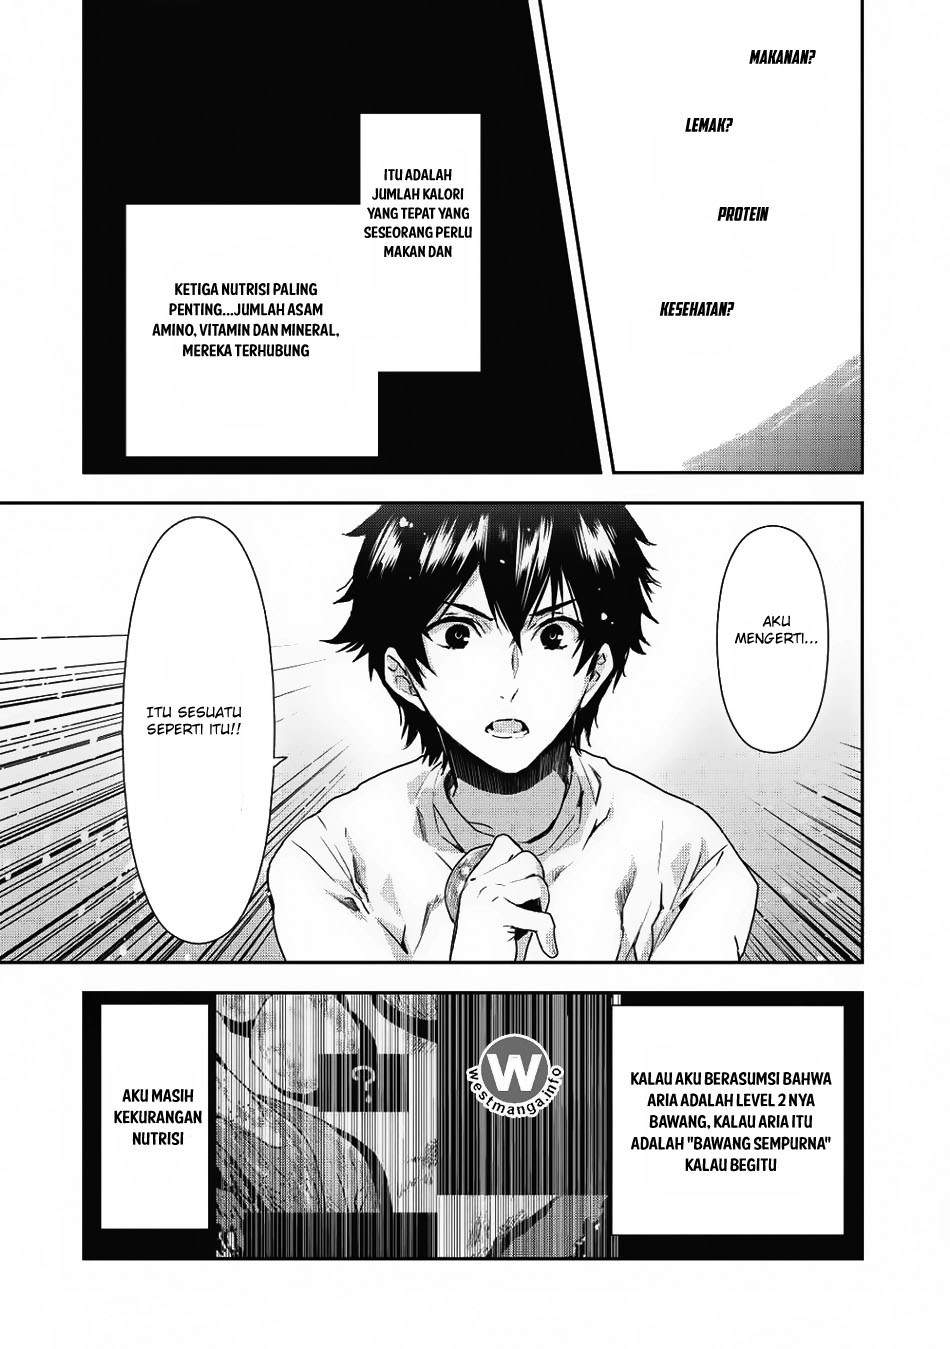 MAKANAN?
LEMAK?
PROTEIN
KESEHATAN?
ITU ADALAH
JUMLAH KALORI
YANG TEPAT YANG
SESEORANG PERLU
MAKAN DAN
KETIGA NUTRISI PALING
PENTING...JUMLAH ASAM
AMINO, VITAMIN DAN MINERAL,
MEREKA TERHUBUNG
AKU
MENGERTI...
ITU SESUATU
SEPERTI ITU!!
KALAU AKU BERASUMSI BAHWA
ARIA ADALAH LEVEL 2 NYA
BAWANG, KALAU ARIA ITU
ADALAH "BAWANG SEMPURNA"
KALAU BEGITU
W
westmanga.info
?
AKU MASIH
KEKURANGAN
NUTRISI